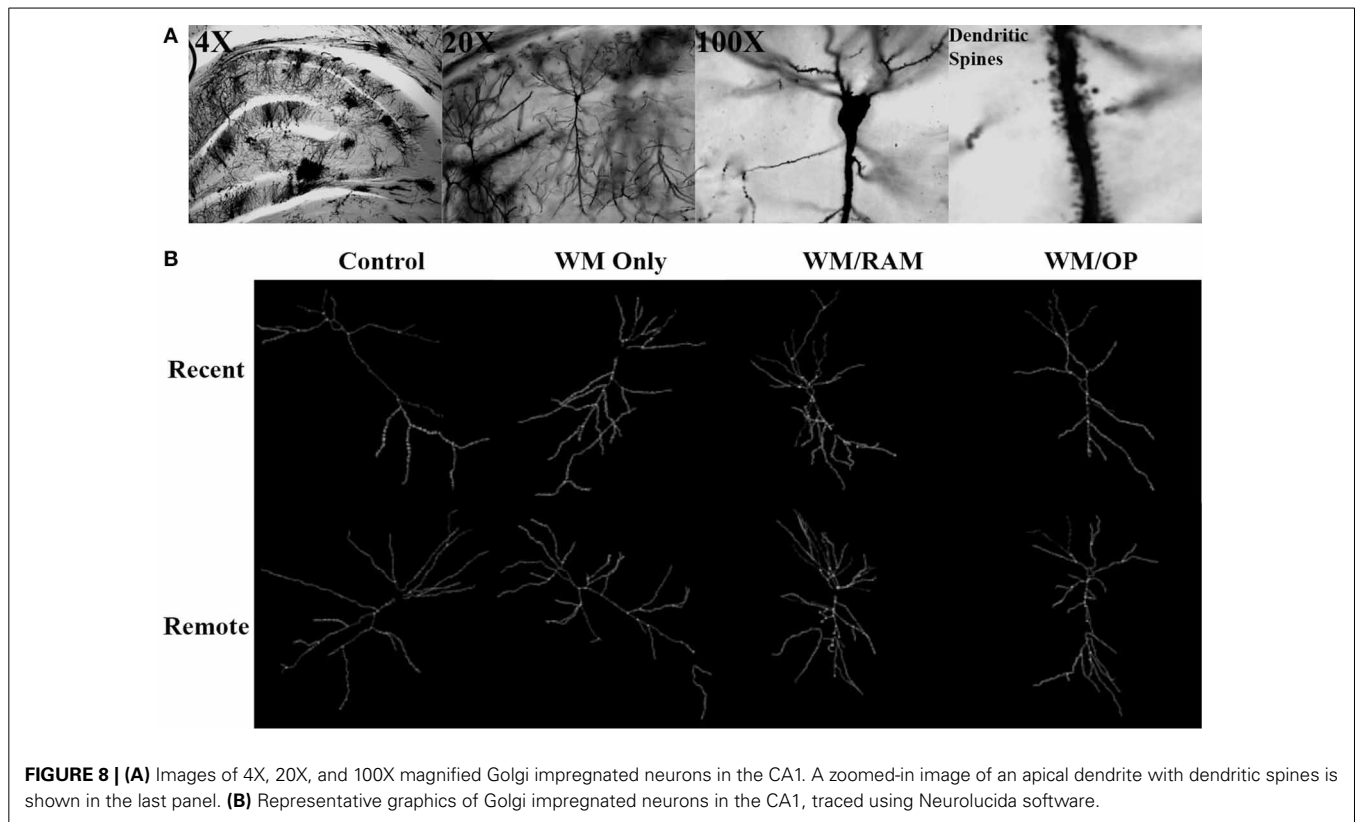 A
4X
20X
100X
Dendritic
Spines
B
Control
WM Only
WM/RAM
WM/OP
Recent
Remote
FIGURE 8 | (A) Images of 4X, 20X, and 100X magnified Golgi impregnated neurons in the CA1. A zoomed-in image of an apical dendrite with dendritic spines is
shown in the last panel. (B) Representative graphics of Golgi impregnated neurons in the CA1, traced using Neurolucida software.